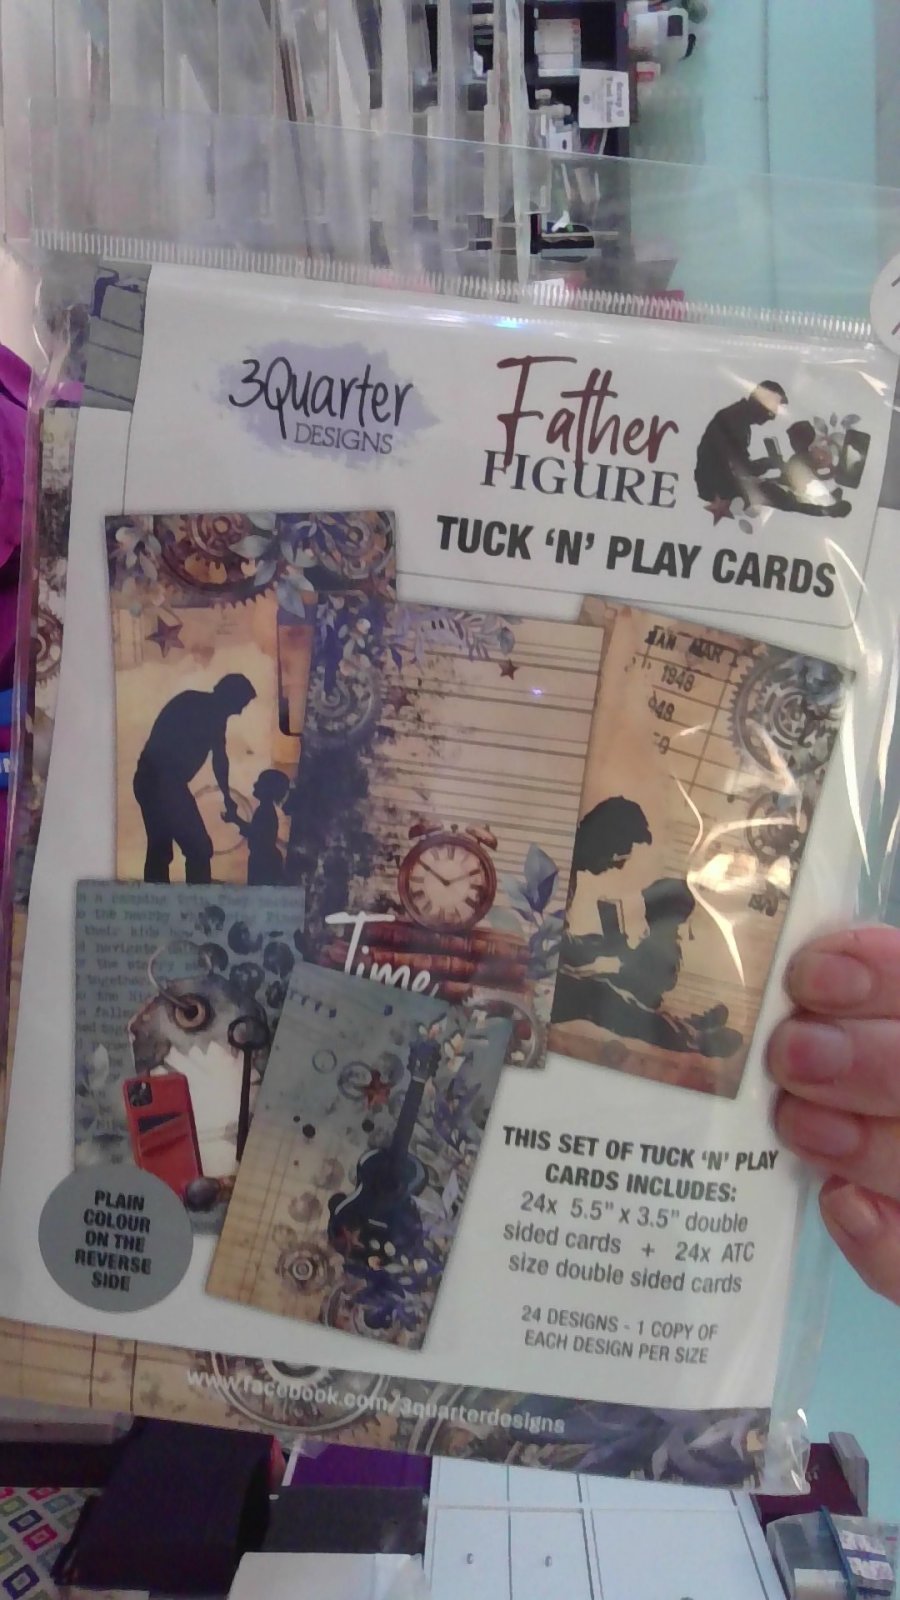 3Quarter
DESIGNS
Father
FIGURE
TUCK 'N' PLAY CARDS
JAN MAR
1948
Time
THIS SET OF TUCK 'N' PLAY
CARDS INCLUDES:
24x 5.5" x 3.5" double
sided cards + 24x ATC
size double sided cards
24 DESIGNS - 1 COPY OF
EACH DESIGN PER SIZE
PLAIN
COLOUR
ON THE
REVERSE
SIDE
www.facebook.com/3quarterdesigns